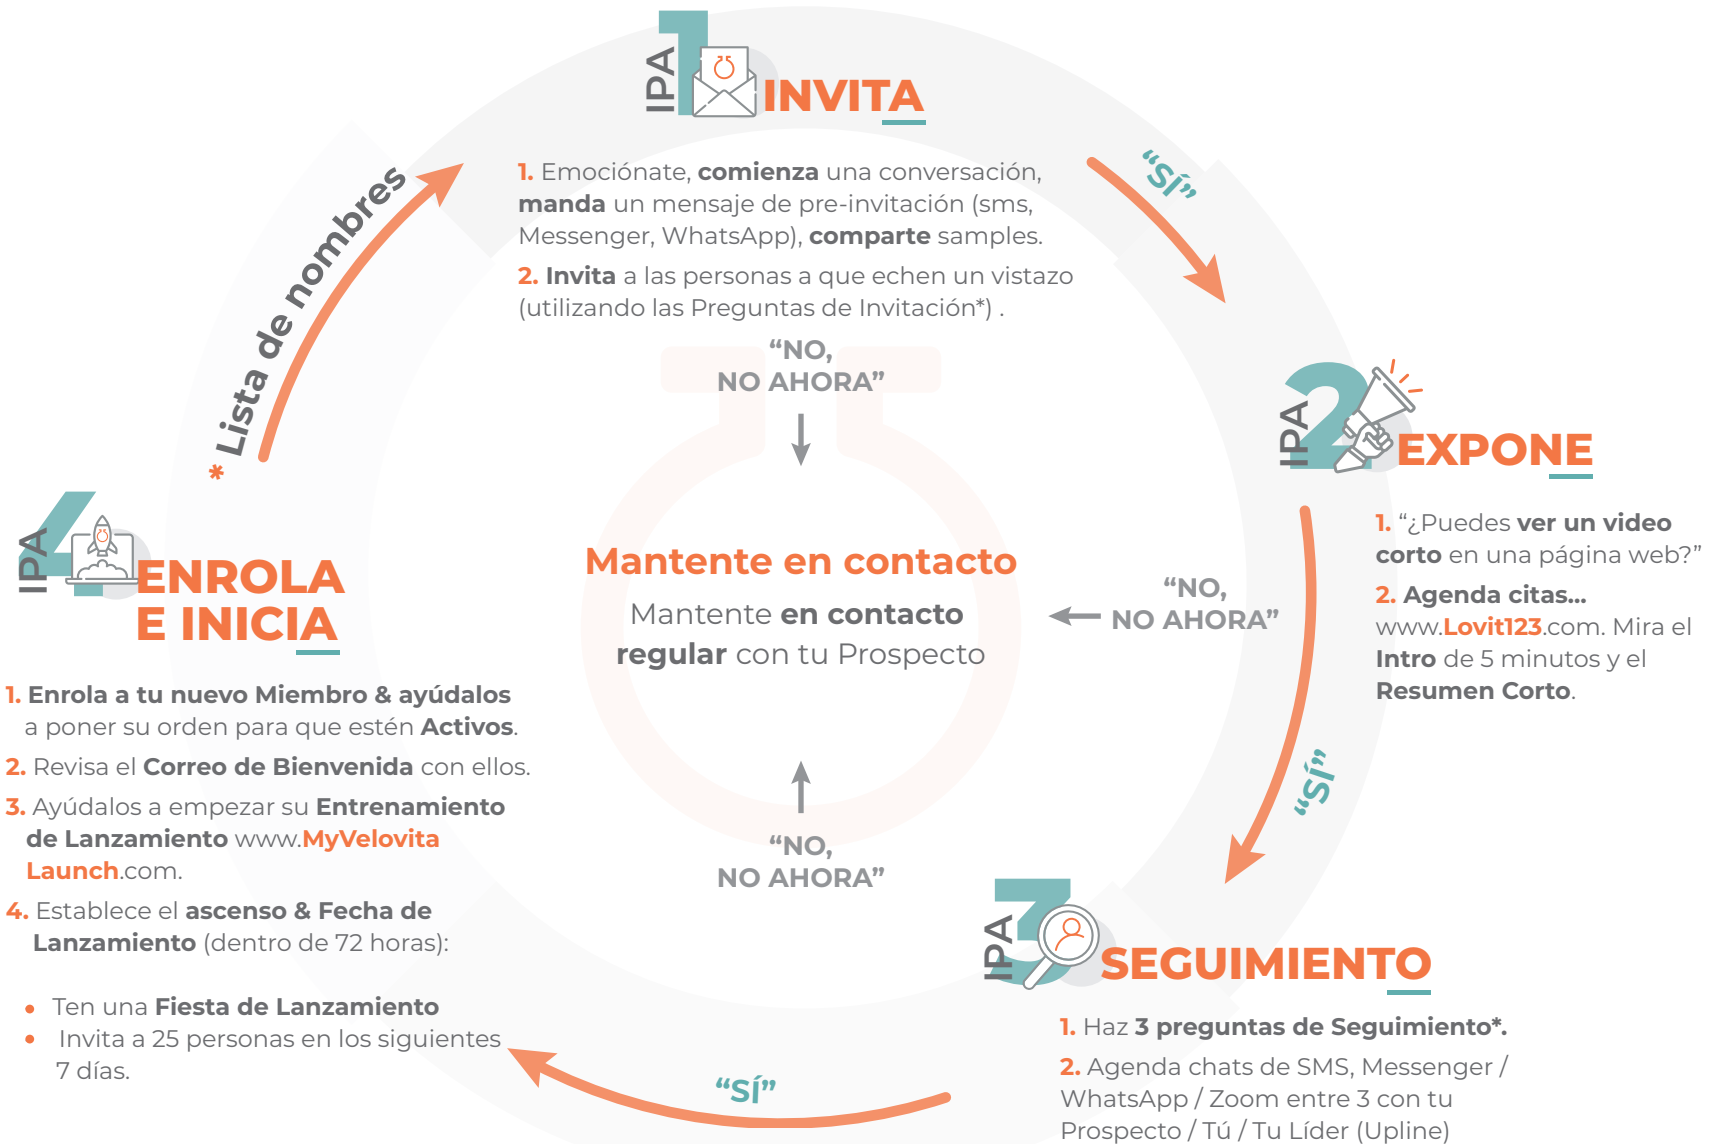 IPA 1
INVITA
1. Emociónate, comienza una conversación,
manda un mensaje de pre-invitación (sms,
Messenger, WhatsApp), comparte samples.
2. Invita a las personas a que echen un vistazo
(utilizando las Preguntas de Invitación*) .
“NO,
NO AHORA”
“SÍ”
IPA 2
EXPONE
1. “¿Puedes ver un video
corto en una página web?”
2. Agenda citas...
www.Lovit123.com. Mira el
Intro de 5 minutos y el
Resumen Corto.
“NO,
NO AHORA”
“SÍ”
Mantente en contacto
Mantente en contacto
regular con tu Prospecto
IPA 3
SEGUIMIENTO
1. Haz 3 preguntas de Seguimiento*.
2. Agenda chats de SMS, Messenger /
WhatsApp / Zoom entre 3 con tu
Prospecto / Tú / Tu Líder (Upline)
“NO,
NO AHORA”
“SÍ”
IPA 4
ENROLA
E INICIA
1. Enrola a tu nuevo Miembro & ayúdalos
a poner su orden para que estén Activos.
2. Revisa el Correo de Bienvenida con ellos.
3. Ayúdalos a empezar su Entrenamiento
de Lanzamiento www.MyVelovita
Launch.com.
4. Establece el ascenso & Fecha de
Lanzamiento (dentro de 72 horas):
• Ten una Fiesta de Lanzamiento
• Invita a 25 personas en los siguientes
7 días.
* Lista de nombres